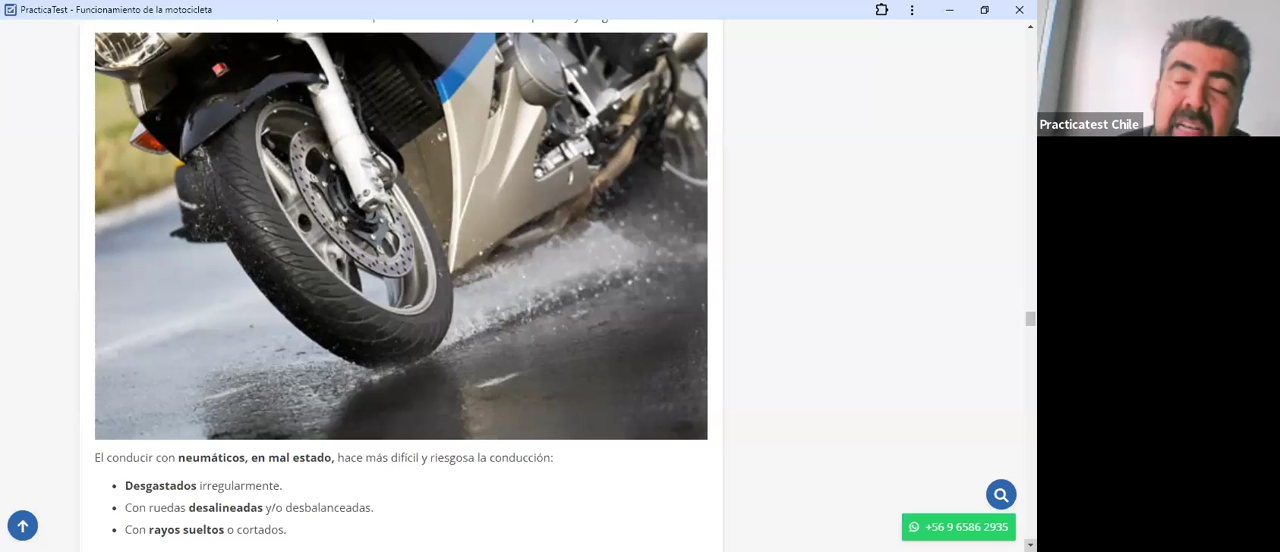 PracticaTest - Funcionamiento de la motocicleta
Practicatest Chile
El conducir con neumáticos, en mal estado, hace más difícil y riesgosa la conducción:
Desgastados irregularmente.
Con ruedas desalineadas y/o desbalanceadas.
Con rayos sueltos o cortados.
+56 9 6586 2935